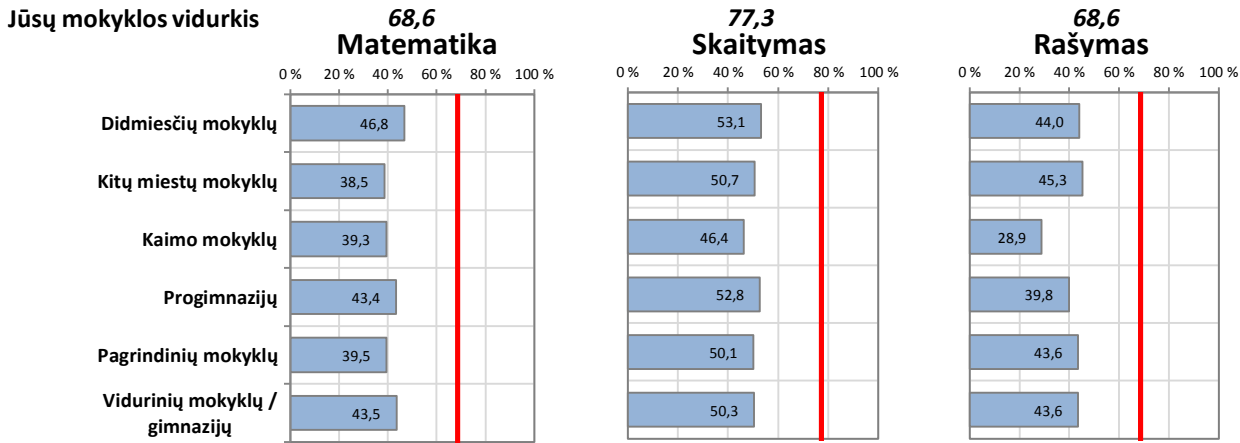 Jūsų mokyklos vidurkis 68,6 77,3 68,6
Matematika Skaitymas Rašymas
0 % 20 % 40 % 60 % 80 % 100 % 0 % 20 % 40 % 60 % 80 % 100 % 0 % 20 % 40 % 60 % 80 % 100 %
Didmiesčių mokyklų 46,8 53,1 44,0
Kitų miestų mokyklų 38,5 50,7 45,3
Kaimo mokyklų 39,3 46,4 28,9
Progimnazijų 43,4 52,8 39,8
Pagrindinių mokyklų 39,5 50,1 43,6
Vidurinių mokyklų /
gimnazijų 43,5 50,3 43,6